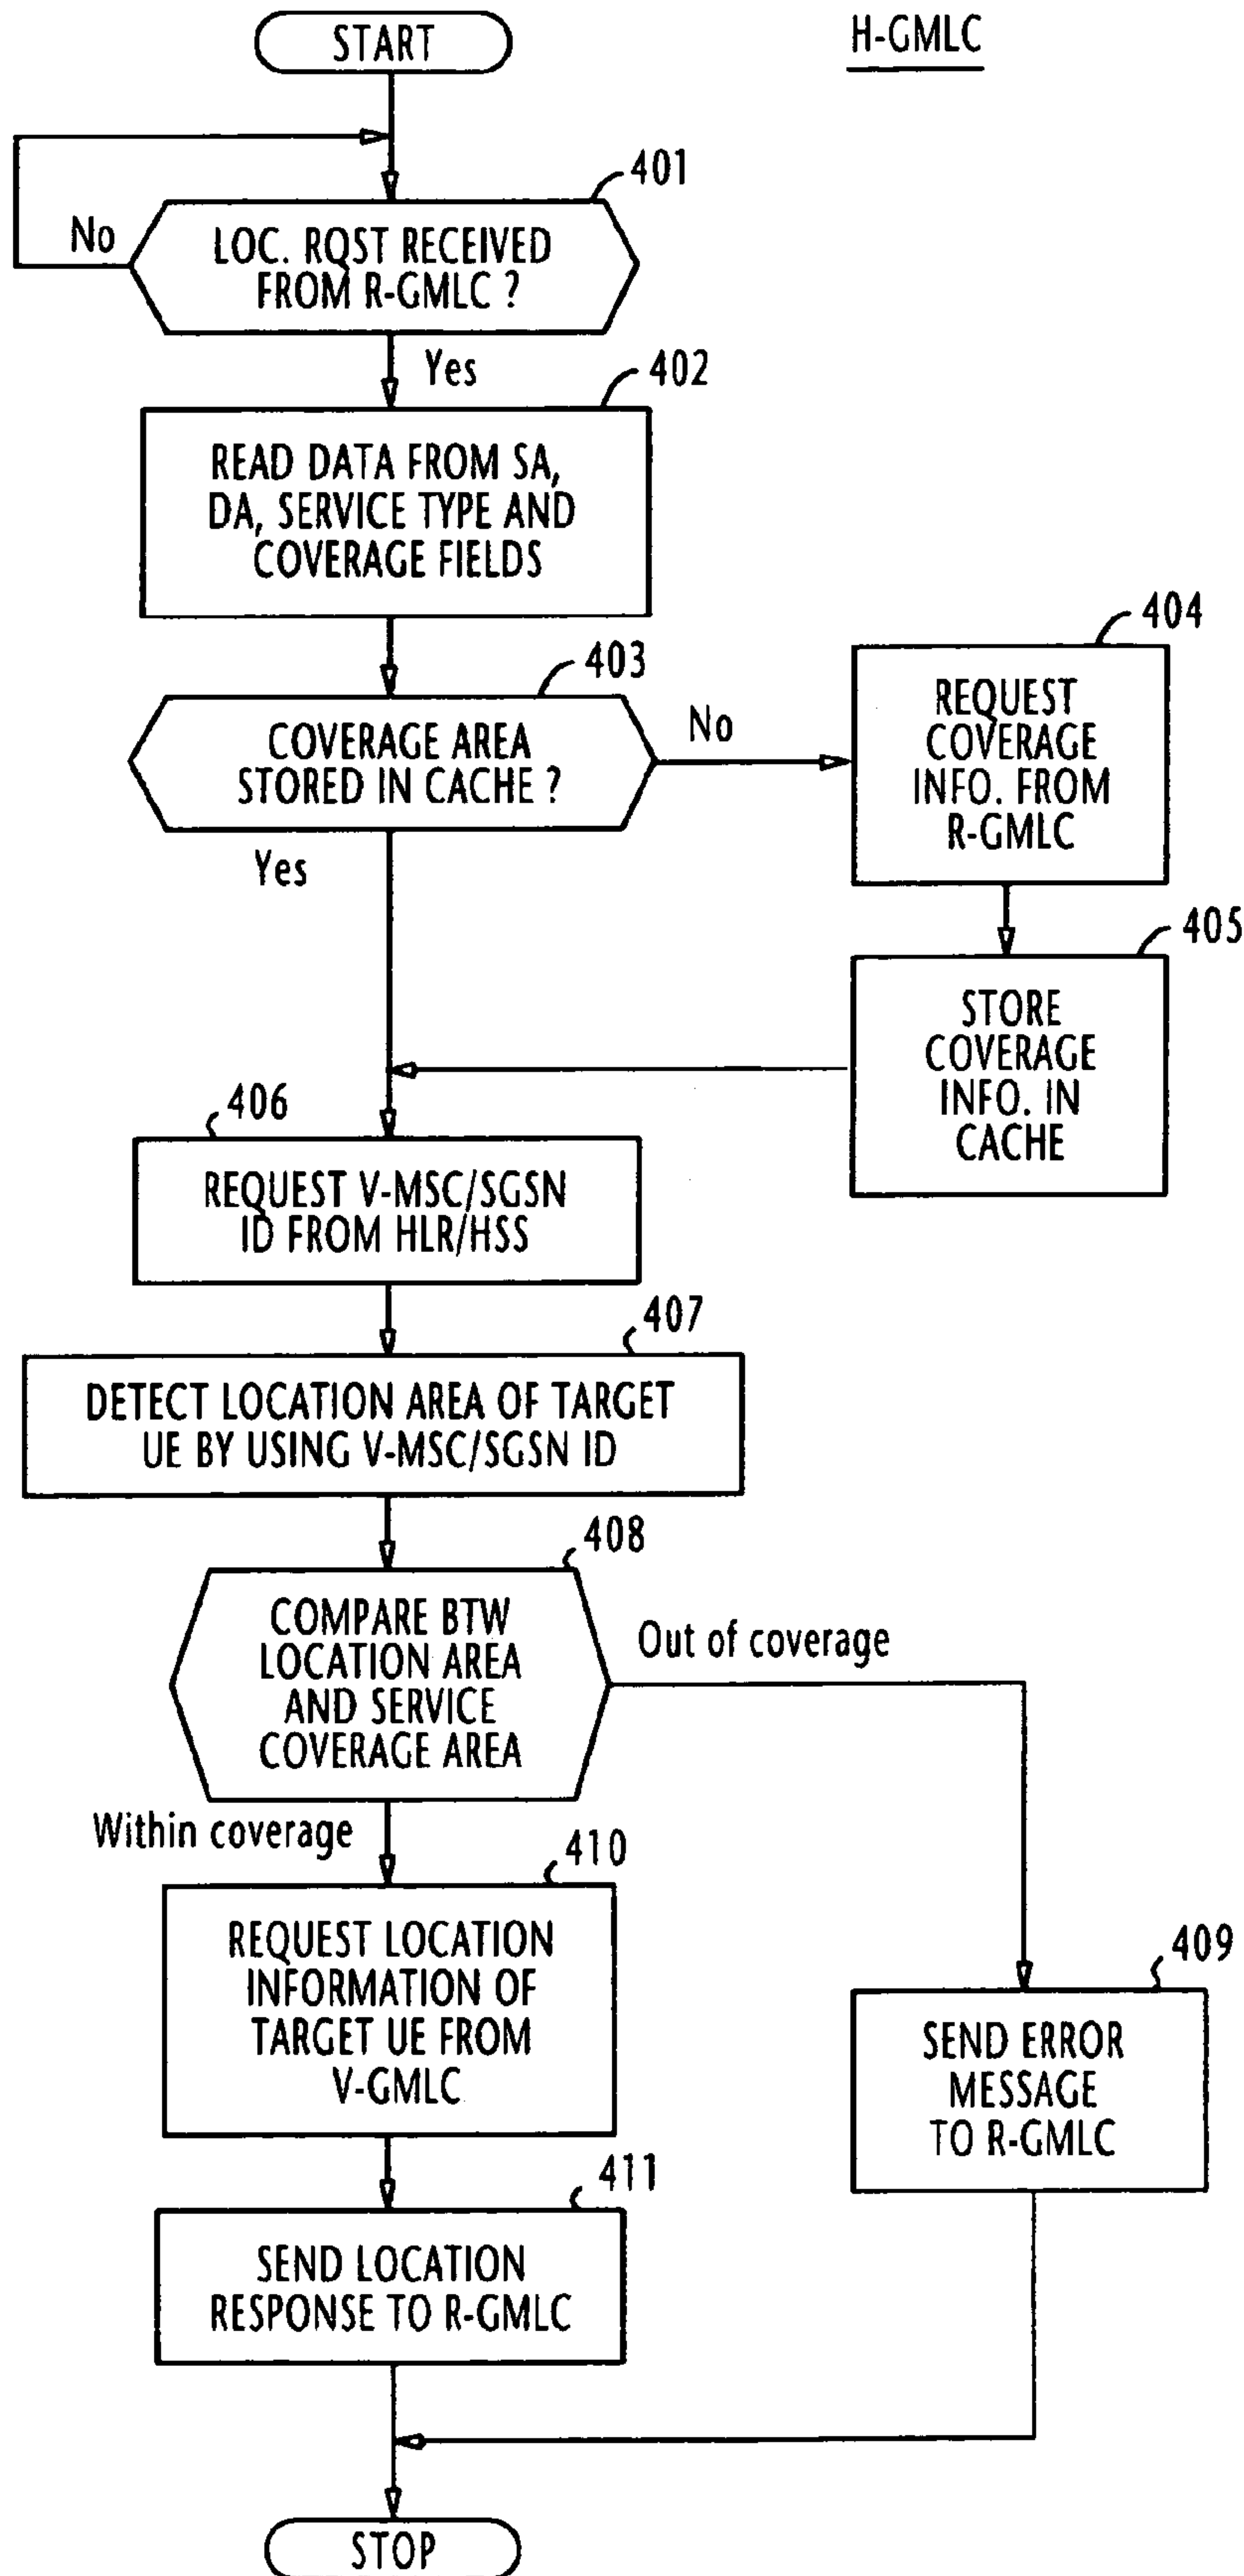 START
H-GMLC
401
No
LOC. RQST RECEIVED
FROM R-GMLC ?
Yes
402
READ DATA FROM SA,
DA, SERVICE TYPE AND
COVERAGE FIELDS
403
COVERAGE AREA
STORED IN CACHE ?
No
404
REQUEST
COVERAGE
INFO. FROM
R-GMLC
Yes
405
STORE
COVERAGE
INFO. IN
CACHE
406
REQUEST V-MSC/SGSN
ID FROM HLR/HSS
407
DETECT LOCATION AREA OF TARGET
UE BY USING V-MSC/SGSN ID
408
COMPARE BTW
LOCATION AREA
AND SERVICE
COVERAGE AREA
Out of coverage
Within coverage
410
REQUEST LOCATION
INFORMATION OF
TARGET UE FROM
V-GMLC
409
SEND ERROR
MESSAGE
TO R-GMLC
411
SEND LOCATION
RESPONSE TO R-GMLC
STOP